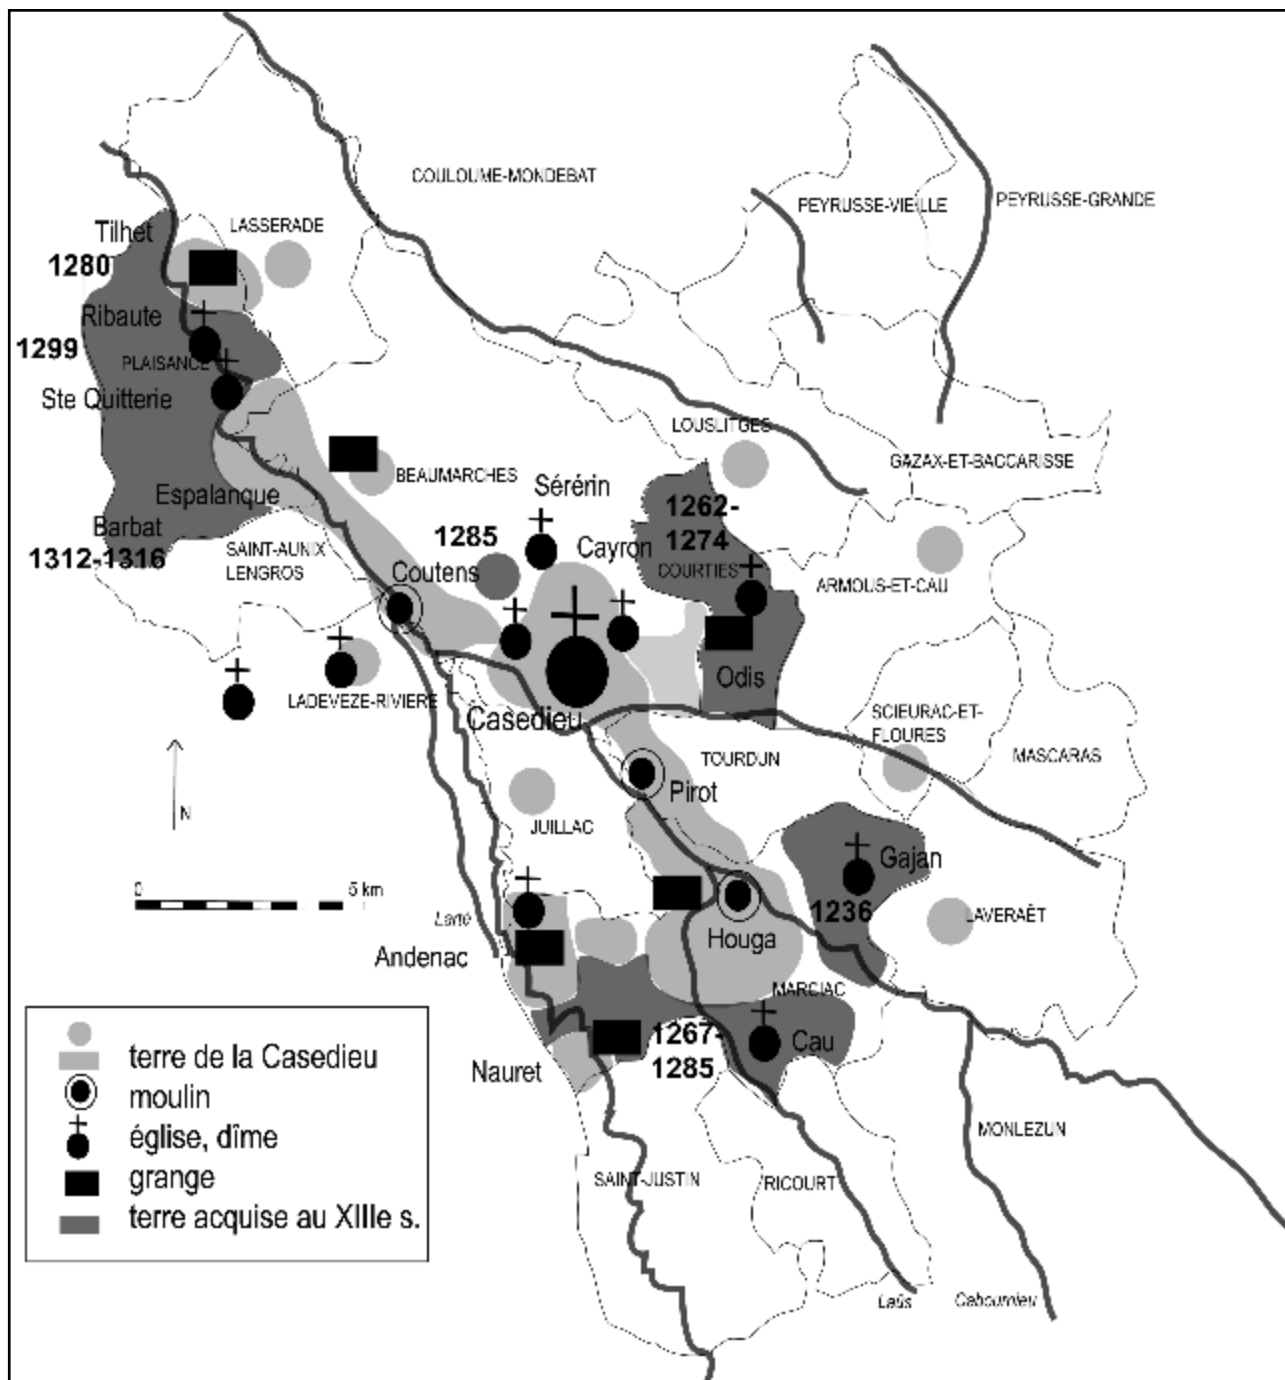 COULOUME-MONDEBAT
PEYRUSSE-VIEILLE
PEYRUSSE-GRANDE
Tilhet
LASSERADE
1280
Ribaute
1299
PLAISANCE
Ste Quitterie
LOUSLITGES
BEAUMARCHES
GAZAX-ET-BACCARISSE
Sérérin
Espalanque
1262-
1274
Barbat
1312-1316
SAINT-AUNIX
LENGROS
1285
Cayron
COURTIES
Coutens
ARMOUS-ET-CAU
Odis
LADEVEZE-RIVIERE
Casedieu
SCIEURAC-ET-
FLOURES
MASCARAS
TOURDUN
Pirot
N
JUILLAC
Gajan
0
5 km
1236
LAVERAËT
Houga
Andenac
MARCIAC
1267-
1285
Cau
Nauret
MONLEZUN
SAINT-JUSTIN
RICOURT
Laüs
Cabournieu
terre de la Casedieu
moulin
église, dîme
grange
terre acquise au XIIIe s.